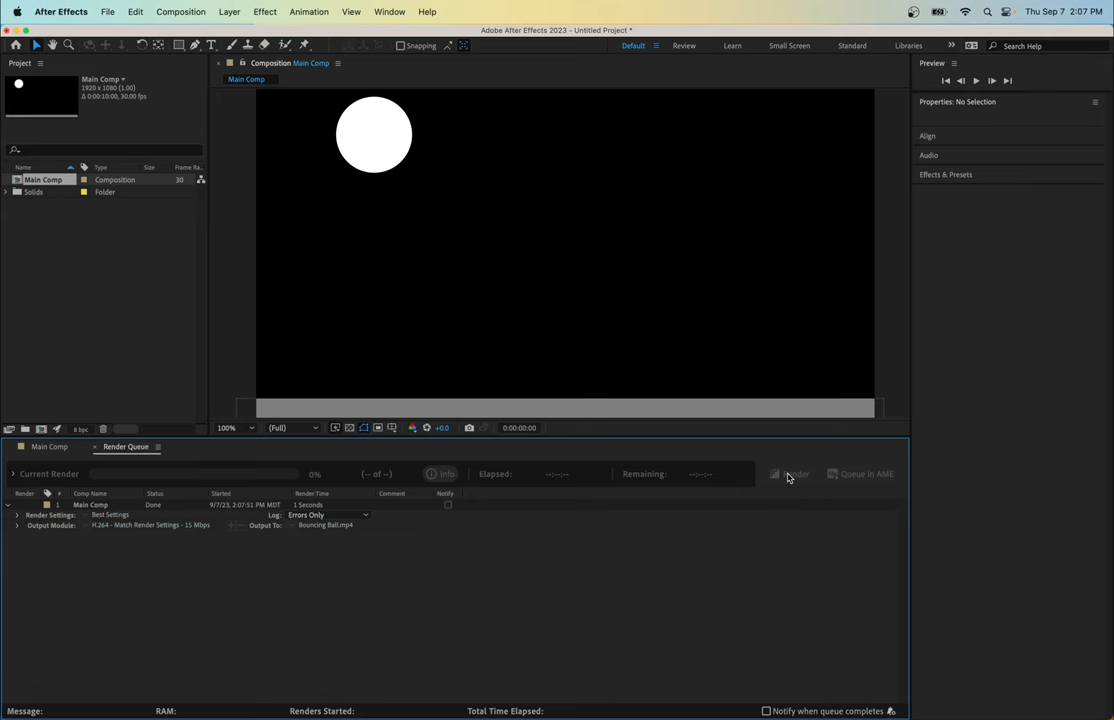 After Effects File Edit Composition Layer Effect Animation View Window Help Thu Sep 7 2:07 PM
Adobe After Effects 2023 - Untitled Project *
Snapping Default Review Learn Small Screen Standard Libraries Search Help
Project
Main Comp
1920 x 1080 (1.00)
Δ 0:00:10:00, 30.00 fps
Name Type Size Frame Ra..
Main Comp Composition 30
Solids Folder
8 bpc
Composition Main Comp
Main Comp
100% (Full) +0.0 0:00:00:00
Preview
Properties: No Selection
Align
Audio
Effects & Presets
Main Comp Render Queue
Current Render 0% (-- of --) Info Elapsed: --:--:-- Remaining: --:--:-- Render Queue in AME
Render # Comp Name Status Started Render Time Comment Notify
1 Main Comp Done 9/7/23, 2:07:51 PM MDT 1 Seconds
Render Settings: Best Settings Log: Errors Only
Output Module: H.264 - Match Render Settings - 15 Mbps Output To: Bouncing Ball.mp4
Message: RAM: Renders Started: Total Time Elapsed: Notify when queue completes